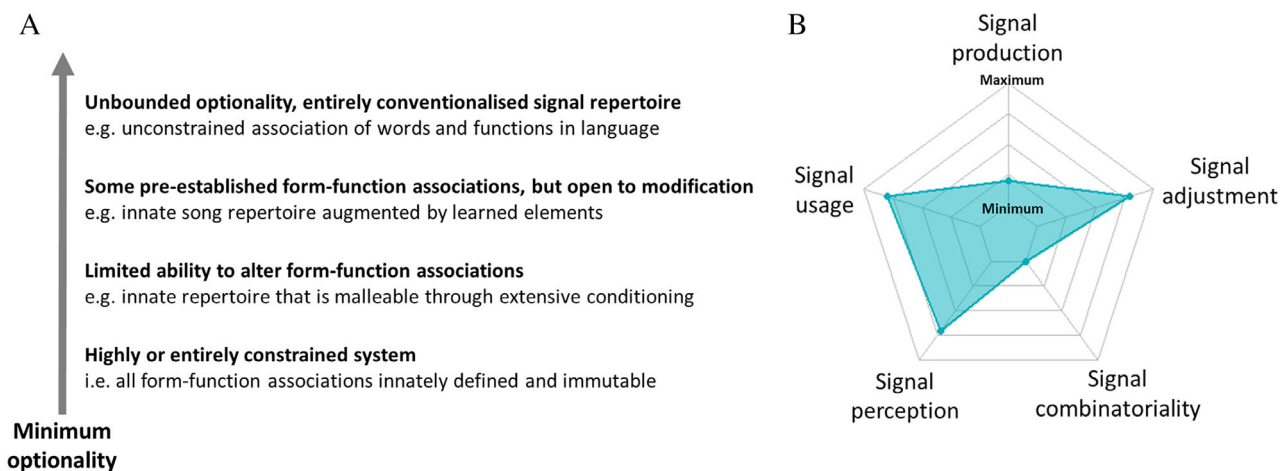 A
Unbounded optionality, entirely conventionalised signal repertoire
e.g. unconstrained association of words and functions in language
Some pre-established form-function associations, but open to modification
e.g. innate song repertoire augmented by learned elements
Limited ability to alter form-function associations
e.g. innate repertoire that is malleable through extensive conditioning
Highly or entirely constrained system
i.e. all form-function associations innately defined and immutable
Minimum
optionality
B
Signal
production
Maximum
Minimum
Signal
usage
Signal
adjustment
Signal
perception
Signal
combinatoriality